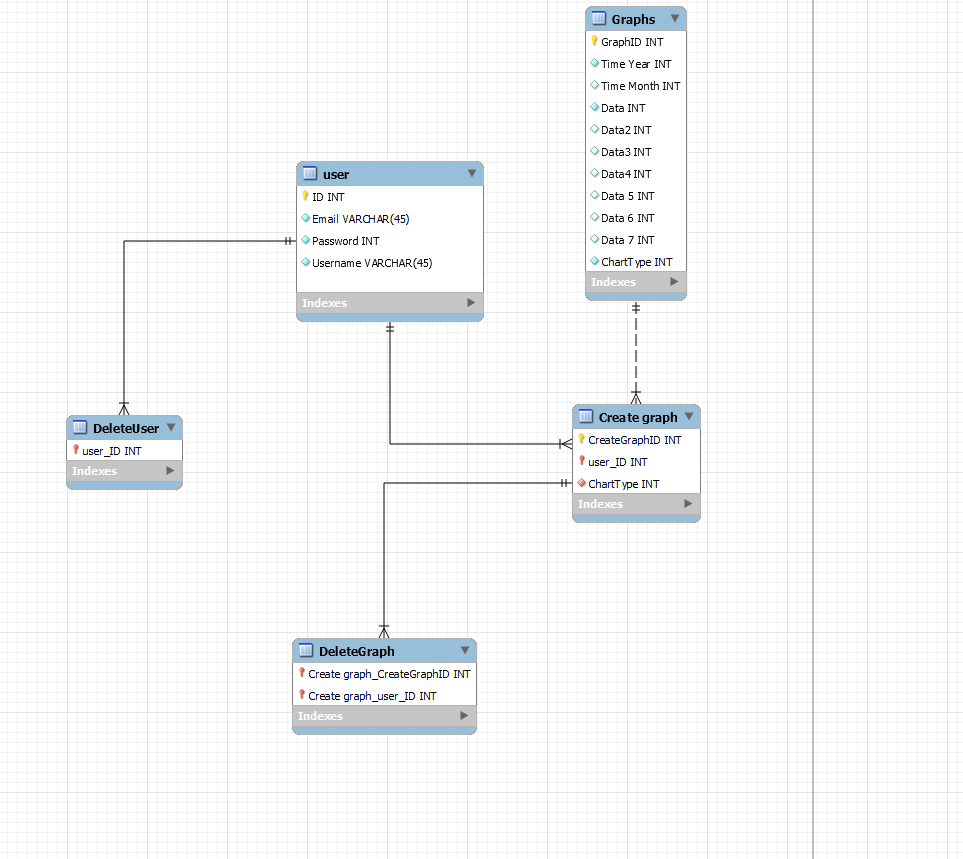 Graphs
GraphID INT
Time Year INT
Time Month INT
Data INT
Data2 INT
Data3 INT
Data4 INT
Data 5 INT
Data 6 INT
Data 7 INT
ChartType INT
Indexes
user
ID INT
Email VARCHAR(45)
Password INT
Username VARCHAR(45)
Indexes
DeleteUser
user_ID INT
Indexes
Create graph
CreateGraphID INT
user_ID INT
ChartType INT
Indexes
DeleteGraph
Create graph_CreateGraphID INT
Create graph_user_ID INT
Indexes